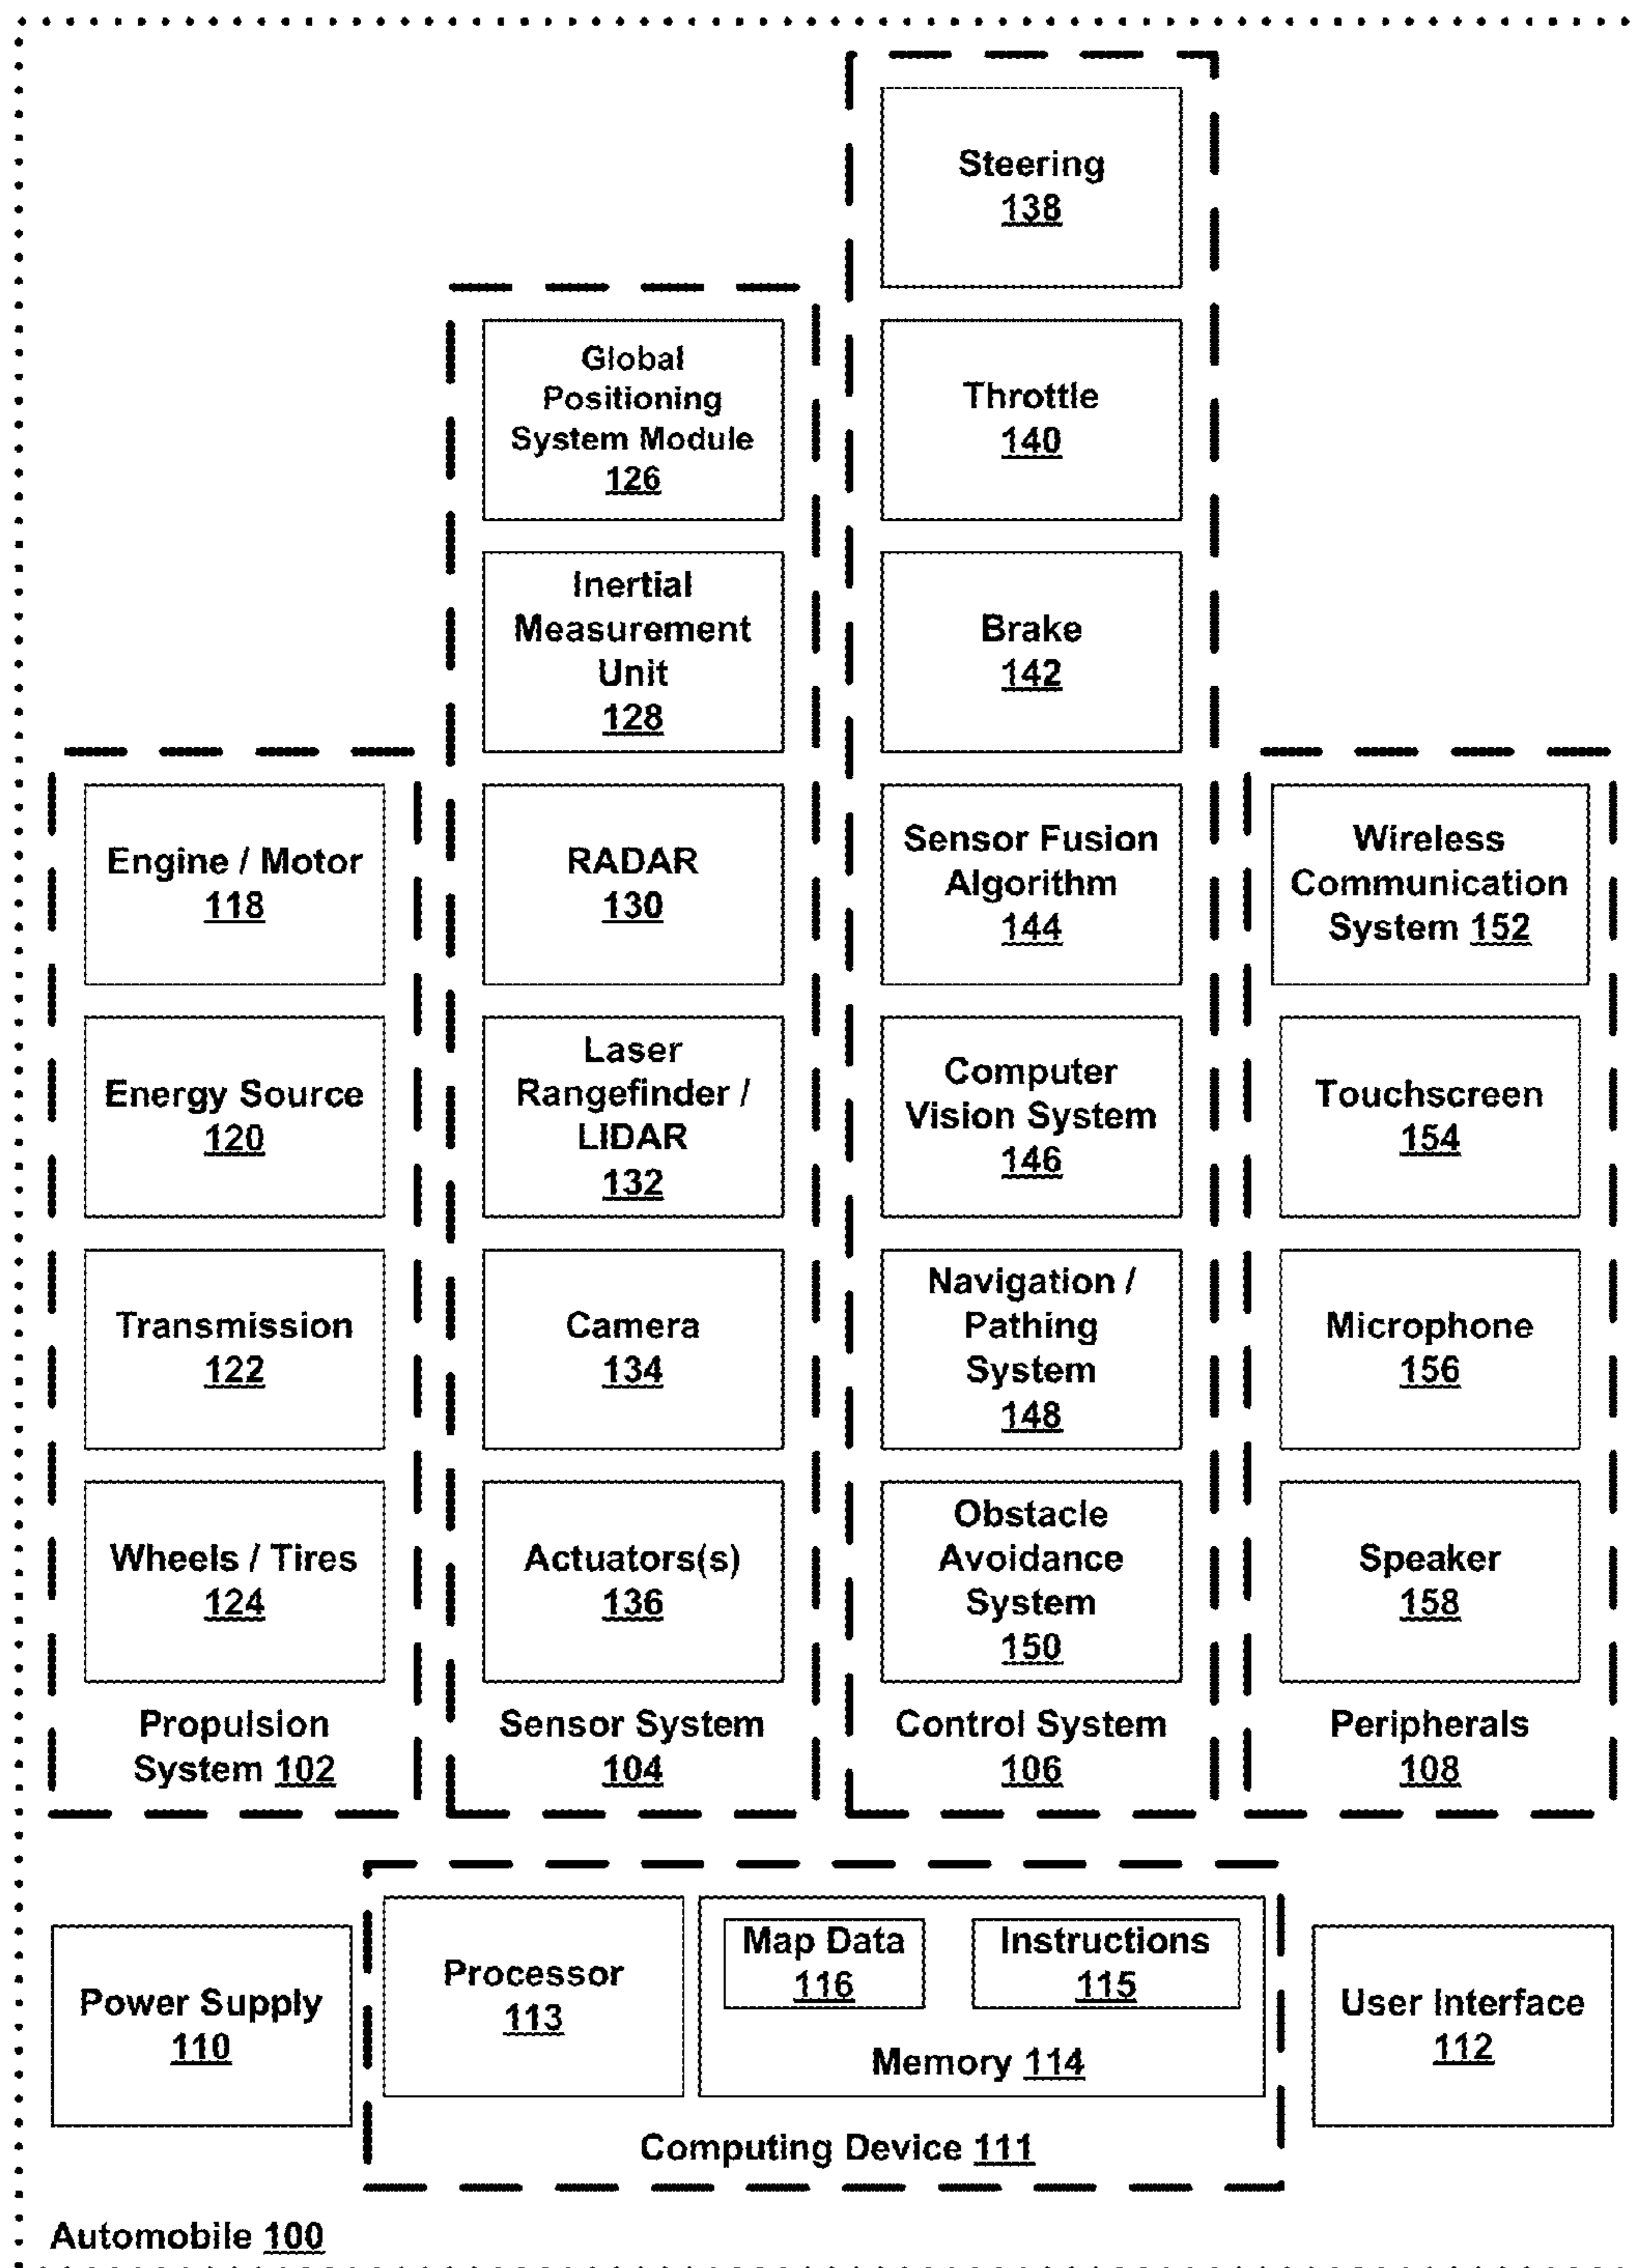 Steering
138
Global
Positioning
System Module
126
Throttle
140
Inertial
Measurement
Unit
128
Brake
142
Engine / Motor
118
RADAR
130
Sensor Fusion
Algorithm
144
Wireless
Communication
System 152
Energy Source
120
Laser
Rangefinder /
LIDAR
132
Computer
Vision System
146
Touchscreen
154
Transmission
122
Camera
134
Navigation /
Pathing
System
148
Microphone
156
Wheels / Tires
124
Actuators(s)
136
Obstacle
Avoidance
System
150
Speaker
158
Propulsion
System 102
Sensor System
104
Control System
106
Peripherals
108
Power Supply
110
Processor
113
Map Data
116
Instructions
115
Memory 114
Computing Device 111
User Interface
112
Automobile 100